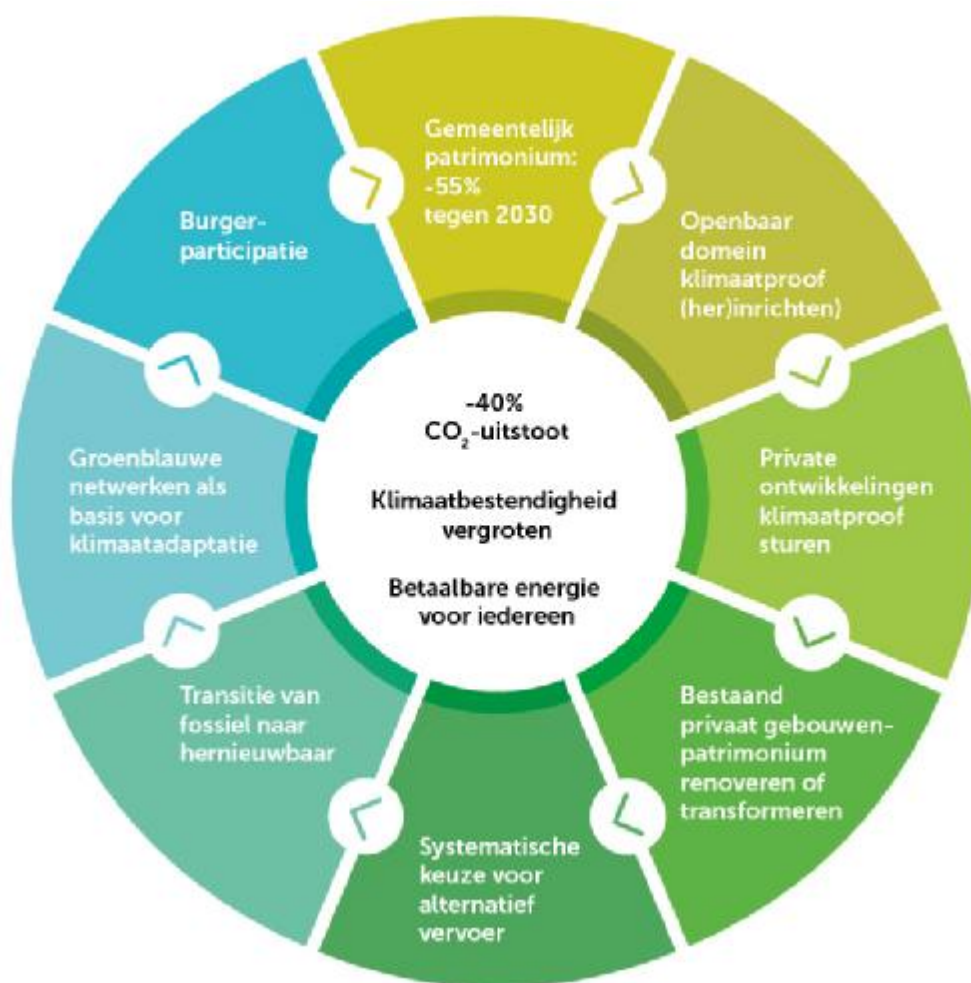 Gemeentelijk
patrimonium:
-55%
tegen 2030
Openbaar
domein
klimaatproof
(her)inrichten)
Private
ontwikkelingen
klimaatproof
sturen
Bestaand
privaat gebouwen-
patrimonium
renoveren of
transformeren
Systematische
keuze voor
alternatief
vervoer
Transitie van
fossiel naar
hernieuwbaar
Groenblauwe
netwerken als
basis voor
klimaatadaptatie
Burger-
participatie
-40%
CO₂-uitstoot
Klimaatbestendigheid
vergroten
Betaalbare energie
voor iedereen